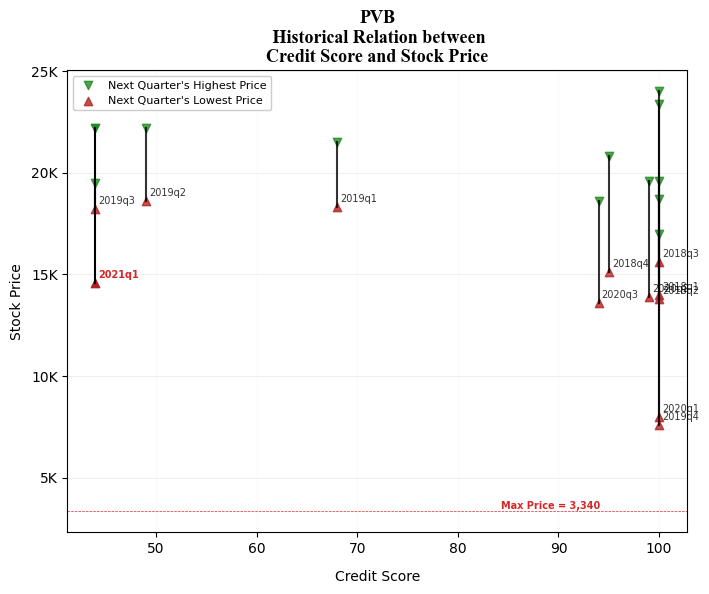 PVB
Historical Relation between
Credit Score and Stock Price
25K
20K
15K
10K
5K
Stock Price
Next Quarter's Highest Price
Next Quarter's Lowest Price
2019q3
2019q2
2019q1
2021q1
2018q4
2020q3
2018q3
2018q1
2018q2
2020q1
2019q4
Max Price = 3,340
50
60
70
80
90
100
Credit Score